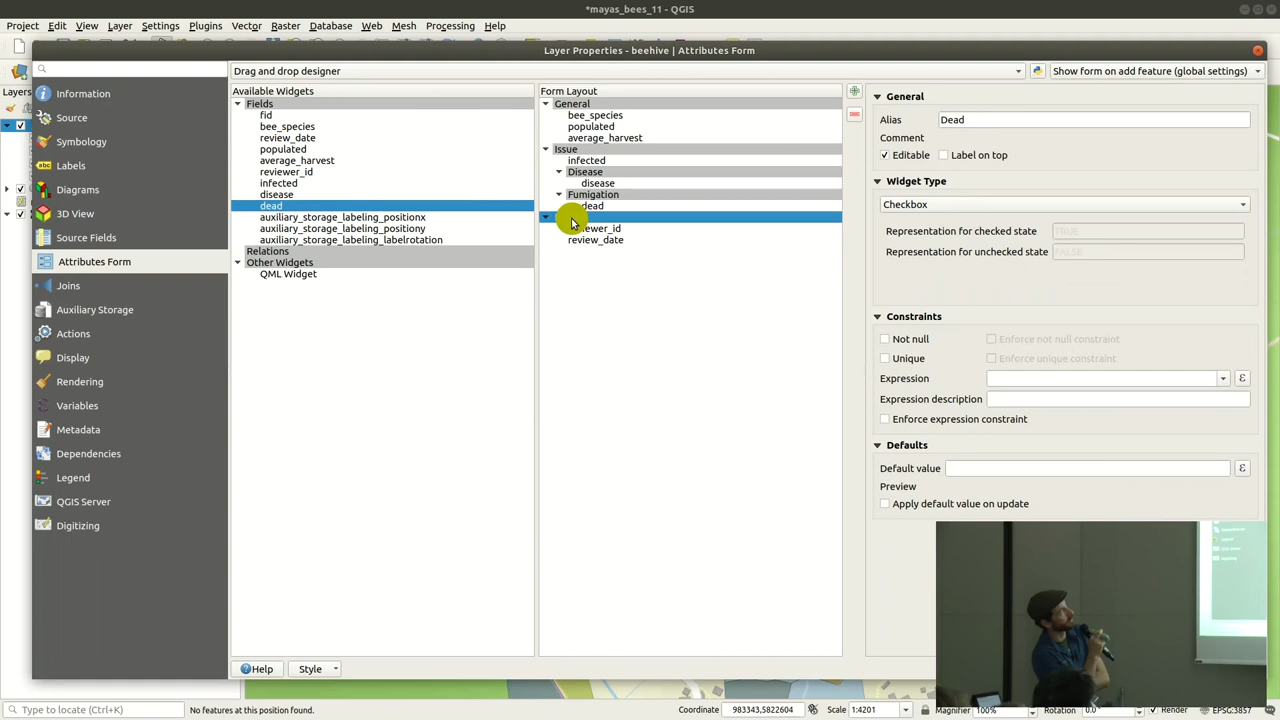 *mayas_bees_11 - QGIS
Project Edit View Layer Settings Plugins Vector Raster Database Web Mesh Processing Help
Layer Properties - beehive | Attributes Form
Drag and drop designer
Show form on add feature (global settings)
Layers
Information
Source
Symbology
abc Labels
Diagrams
3D View
Source Fields
Attributes Form
Joins
Auxiliary Storage
Actions
Display
Rendering
Variables
Metadata
Dependencies
Legend
QGIS Server
Digitizing
Available Widgets
Fields
fid
bee_species
review_date
populated
average_harvest
reviewer_id
infected
disease
dead
auxiliary_storage_labeling_positionx
auxiliary_storage_labeling_positiony
auxiliary_storage_labeling_labelrotation
Relations
Other Widgets
QML Widget
Form Layout
General
bee_species
populated
average_harvest
Issue
infected
Disease
disease
Fumigation
dead
review_date
General
Alias Dead
Comment
Editable Label on top
Widget Type
Checkbox
Representation for checked state TRUE
Representation for unchecked state FALSE
Constraints
Not null Enforce not null constraint
Unique Enforce unique constraint
Expression ε
Expression description
Enforce expression constraint
Defaults
Default value ε
Preview
Apply default value on update
Help Style
Type to locate (Ctrl+K) No features at this position found. Coordinate 983343,5822604 Scale 1:4201 Magnifier 100% Rotation 0.0° Render EPSG:3857